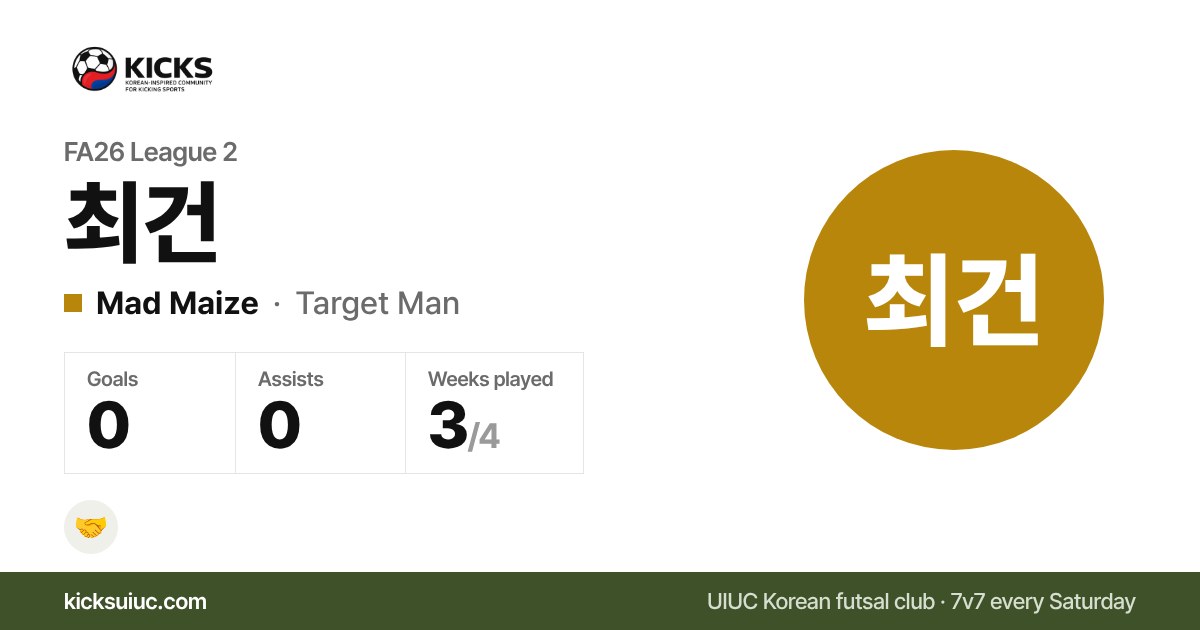 KICKS
KOREAN-INSPIRED COMMUNITY
FOR KICKING SPORTS
FA26 League 2
최건
Mad Maize · Target Man
Goals Assists Weeks played
0 0 3/4
최건
kicksuiuc.com UIUC Korean futsal club · 7v7 every Saturday